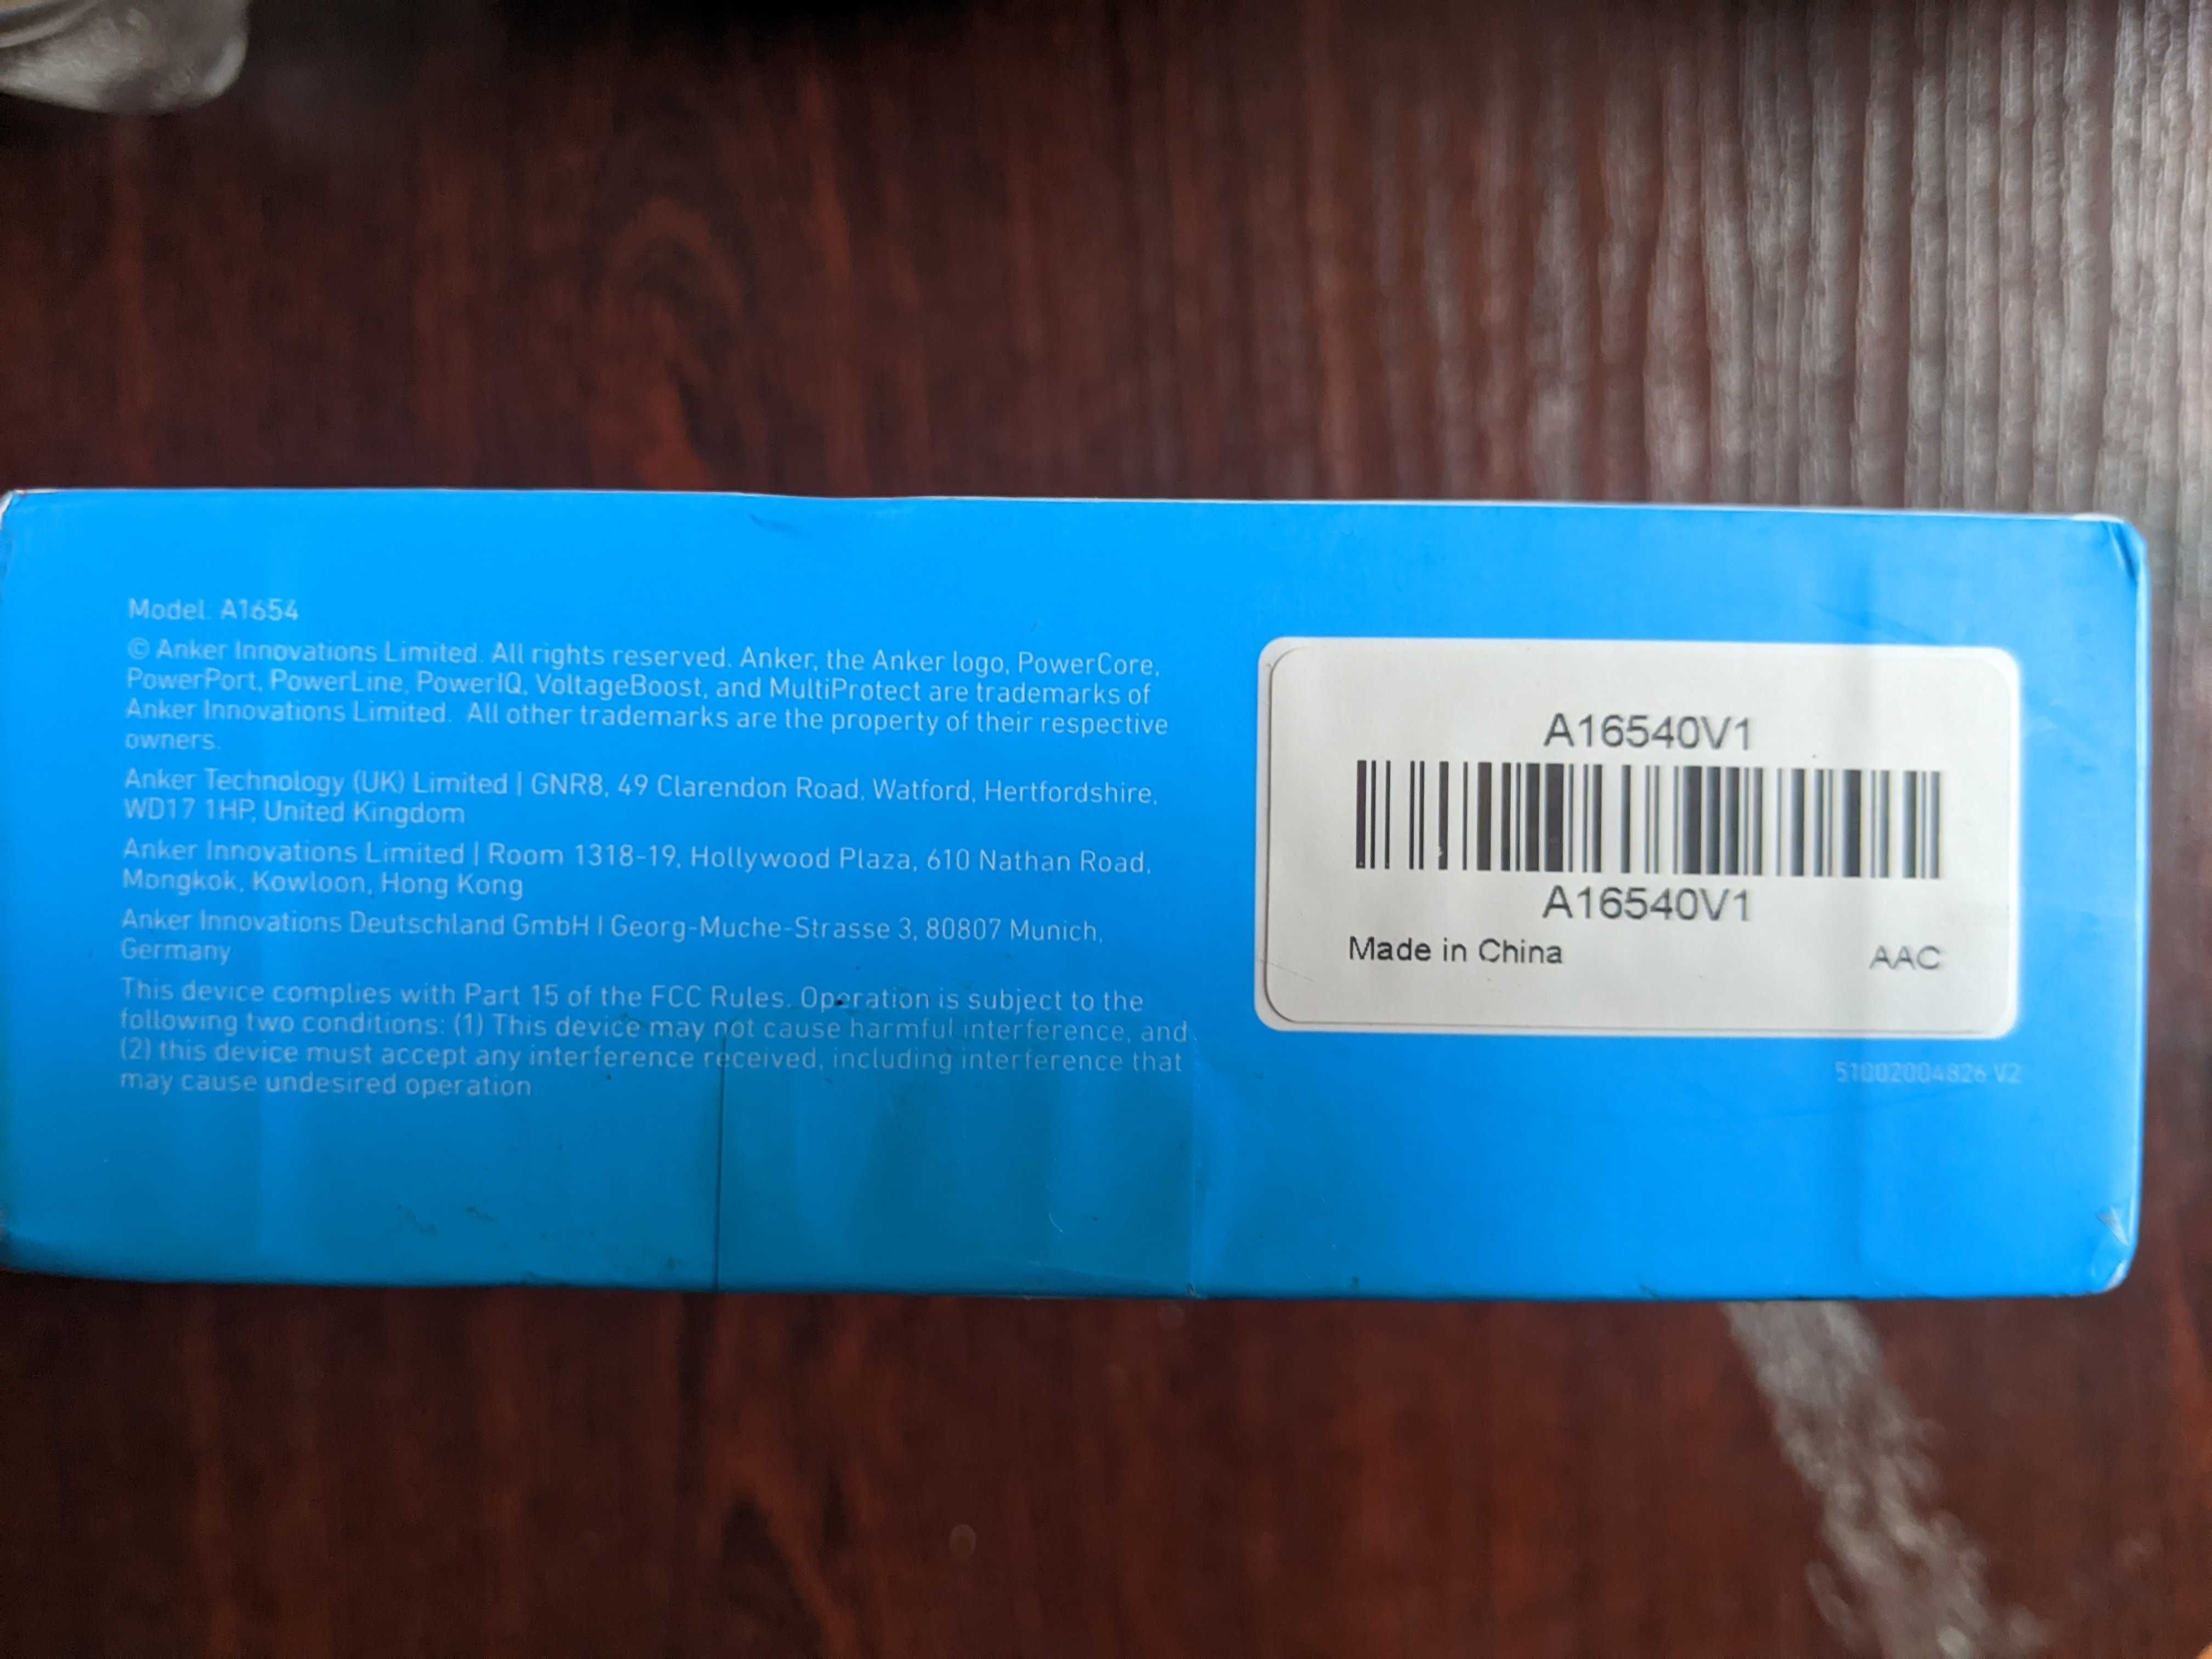 Model. A1654
© Anker Innovations Limited. All rights reserved. Anker, the Anker logo, PowerCore,
PowerPort, PowerLine, PowerIQ, VoltageBoost, and MultiProtect are trademarks of
Anker Innovations Limited. All other trademarks are the property of their respective
owners.
Anker Technology (UK) Limited | GNR8, 49 Clarendon Road, Watford, Hertfordshire,
WD17 1HP, United Kingdom
Anker Innovations Limited | Room 1318-19, Hollywood Plaza, 610 Nathan Road,
Mongkok, Kowloon, Hong Kong
Anker Innovations Deutschland GmbH | Georg-Muche-Strasse 3, 80807 Munich,
Germany
This device complies with Part 15 of the FCC Rules. Operation is subject to the
following two conditions: (1) This device may not cause harmful interference, and
(2) this device must accept any interference received, including interference that
may cause undesired operation
A16540V1
A16540V1
Made in China AAC
51002004826 V2